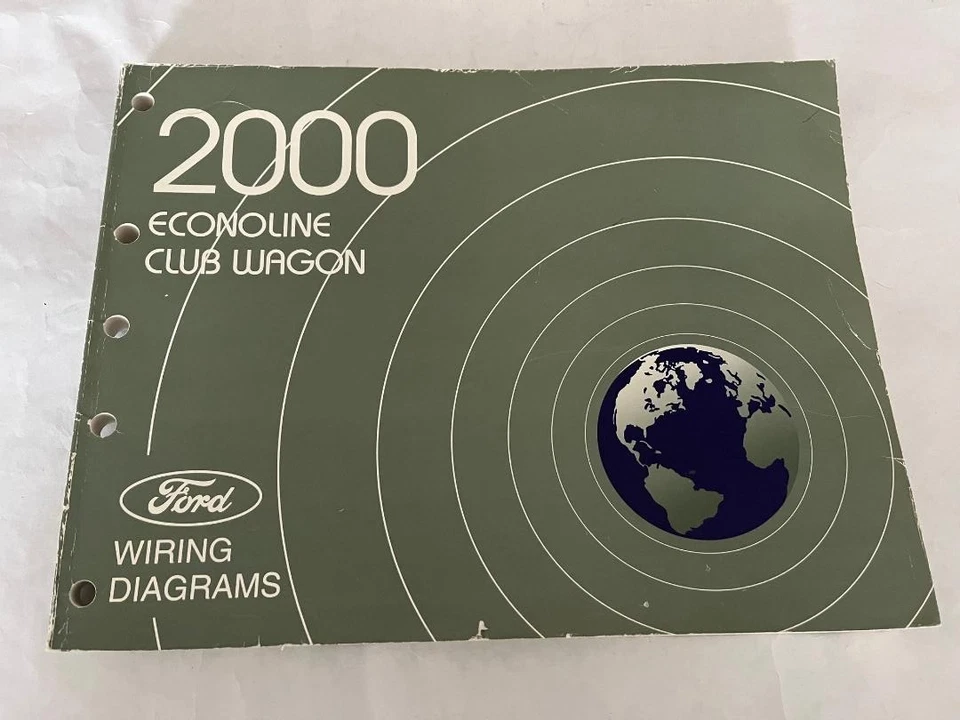 2000
ECONOLINE
CLUB WAGON
Ford
WIRING
DIAGRAMS